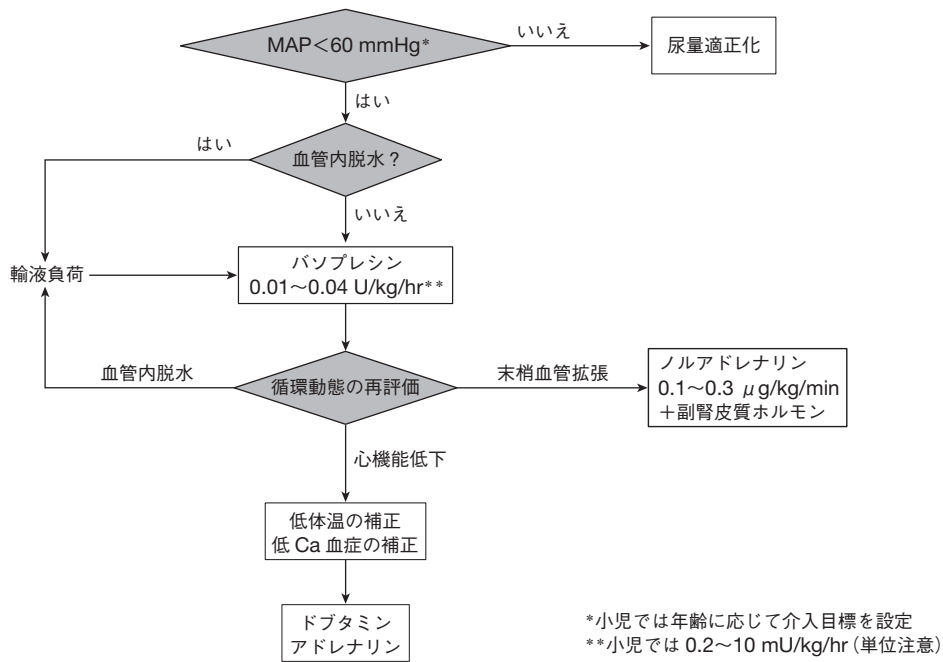 MAP<60 mmHg*
いいえ
尿量適正化
はい
はい
血管内脱水?
いいえ
輸液負荷
バソプレシン
0.01~0.04 U/kg/hr**
血管内脱水
循環動態の再評価
末梢血管拡張
ノルアドレナリン
0.1~0.3 μg/kg/min
+副腎皮質ホルモン
心機能低下
低体温の補正
低 Ca 血症の補正
ドブタミン
アドレナリン
*小児では年齢に応じて介入目標を設定
**小児では 0.2~10 mU/kg/hr(単位注意)